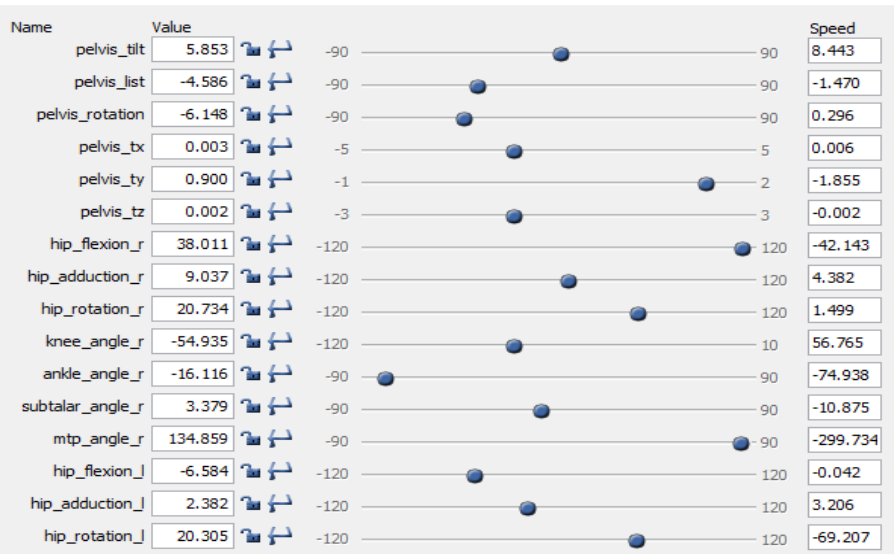 Name Value Speed
pelvis_tilt 5.853 -90 90 8.443
pelvis_list -4.586 -90 90 -1.470
pelvis_rotation -6.148 -90 90 0.296
pelvis_tx 0.003 -5 5 0.006
pelvis_ty 0.900 -1 2 -1.855
pelvis_tz 0.002 -3 3 -0.002
hip_flexion_r 38.011 -120 120 -42.143
hip_adduction_r 9.037 -120 120 4.382
hip_rotation_r 20.734 -120 120 1.499
knee_angle_r -54.935 -120 10 56.765
ankle_angle_r -16.116 -90 90 -74.938
subtalar_angle_r 3.379 -90 90 -10.875
mtp_angle_r 134.859 -90 90 -299.734
hip_flexion_l -6.584 -120 120 -0.042
hip_adduction_l 2.382 -120 120 3.206
hip_rotation_l 20.305 -120 120 -69.207